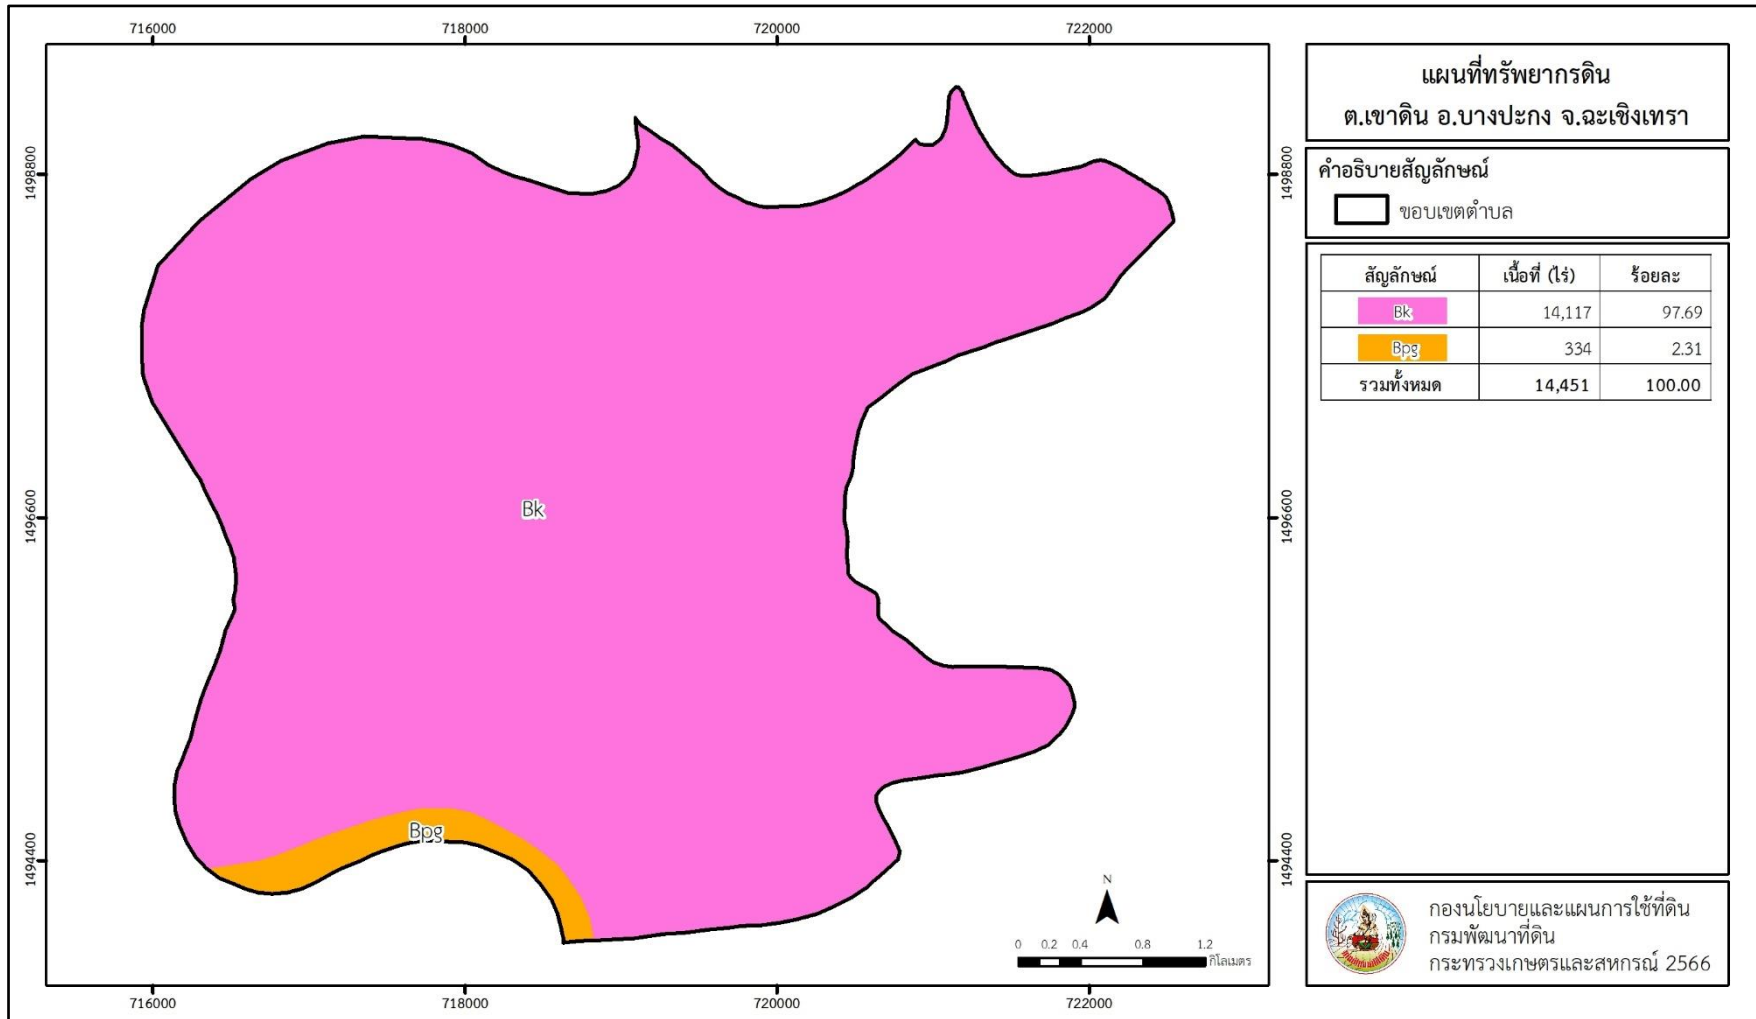 716000 718000 720000 722000
1498800 1498800
1496600 1496600
1494400 1494400
Bk
Bpg
N
0 0.2 0.4 0.8 1.2
กิโลเมตร
716000 718000 720000 722000
แผนที่ทรัพยากรดิน
ต.เขาดิน อ.บางปะกง จ.ฉะเชิงเทรา
คำอธิบายสัญลักษณ์
ขอบเขตตำบล
สัญลักษณ์ เนื้อที่ (ไร่) ร้อยละ
Bk 14,117 97.69
Bpg 334 2.31
รวมทั้งหมด 14,451 100.00
กองนโยบายและแผนการใช้ที่ดิน
กรมพัฒนาที่ดิน
กระทรวงเกษตรและสหกรณ์ 2566